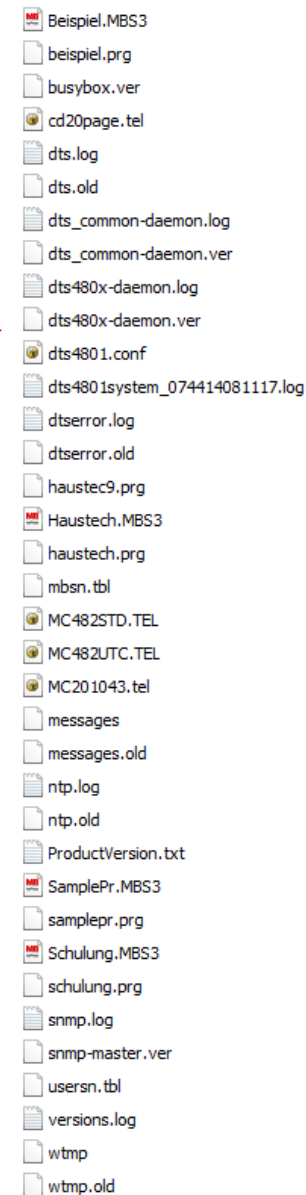 Beispiel.MBS3
beispiel.prg
busybox.ver
cd20page.tel
dts.log
dts.old
dts_common-daemon.log
dts_common-daemon.ver
dts480x-daemon.log
dts480x-daemon.ver
dts4801.conf
dts4801system_074414081117.log
dtserror.log
dtserror.old
haustec9.prg
Haustech.MBS3
haustech.prg
mbsn.tbl
MC482STD.TEL
MC482UTC.TEL
MC201043.tel
messages
messages.old
ntp.log
ntp.old
ProductVersion.txt
SamplePr.MBS3
samplepr.prg
Schulung.MBS3
schulung.prg
snmp.log
snmp-master.ver
usersn.tbl
versions.log
wtmp
wtmp.old